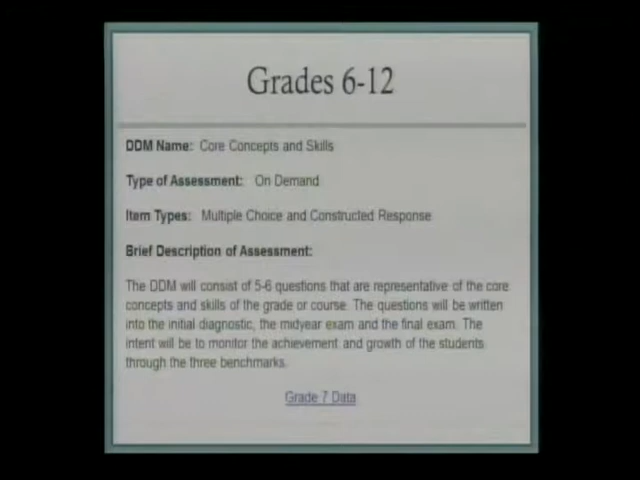 Grades 6-12
DDM Name: Core Concepts and Skills
Type of Assessment: On Demand
Item Types: Multiple Choice and Constructed Response
Brief Description of Assessment:
The DDM will consist of 5-6 questions that are representative of the core
concepts and skills of the grade or course. The questions will be written
into the initial diagnostic, the midyear exam and the final exam. The
intent will be to monitor the achievement and growth of the students
through the three benchmarks.
Grade 7 Data